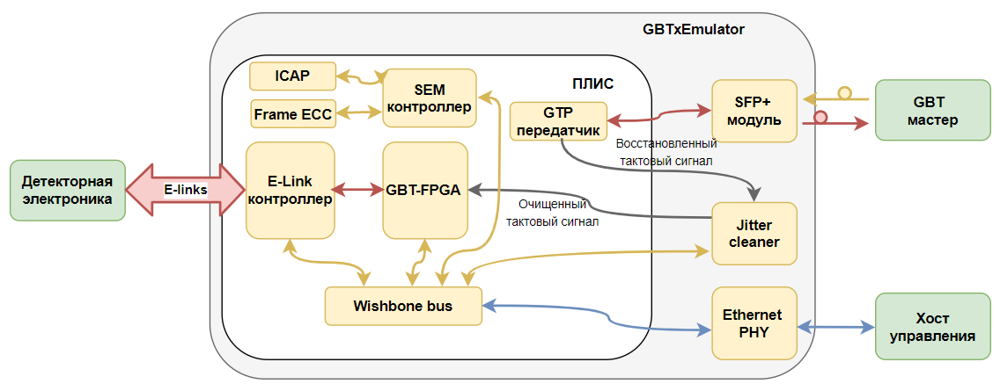 GBTxEmulator
ПЛИС
ICAP
Frame ECC
SEM
контроллер
GTP
передатчик
SFP+
модуль
GBT
мастер
Восстановленный
тактовый сигнал
Детекторная
электроника
E-links
E-Link
контроллер
GBT-FPGA
Очищенный
тактовый сигнал
Jitter
cleaner
Wishbone bus
Ethernet
PHY
Хост
управления